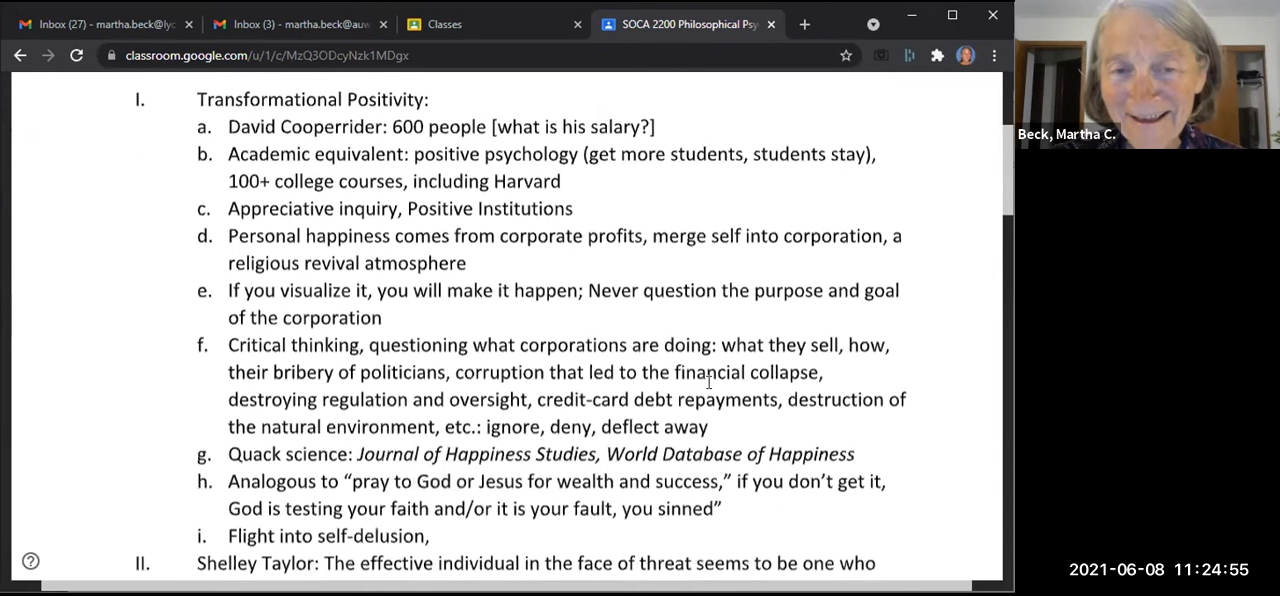 Inbox (27) - martha.beck@lyc
Inbox (3) - martha.beck@auw
Classes
SOCA 2200 Philosophical Psy
classroom.google.com/u/1/c/MzQ3ODcyNzk1MDgx
I. Transformational Positivity:
a. David Cooperrider: 600 people [what is his salary?]
b. Academic equivalent: positive psychology (get more students, students stay),
100+ college courses, including Harvard
c. Appreciative inquiry, Positive Institutions
d. Personal happiness comes from corporate profits, merge self into corporation, a
religious revival atmosphere
e. If you visualize it, you will make it happen; Never question the purpose and goal
of the corporation
f. Critical thinking, questioning what corporations are doing: what they sell, how,
their bribery of politicians, corruption that led to the financial collapse,
destroying regulation and oversight, credit-card debt repayments, destruction of
the natural environment, etc.: ignore, deny, deflect away
g. Quack science: Journal of Happiness Studies, World Database of Happiness
h. Analogous to “pray to God or Jesus for wealth and success,” if you don’t get it,
God is testing your faith and/or it is your fault, you sinned”
i. Flight into self-delusion,
II. Shelley Taylor: The effective individual in the face of threat seems to be one who
Beck, Martha C.
2021-06-08 11:24:55